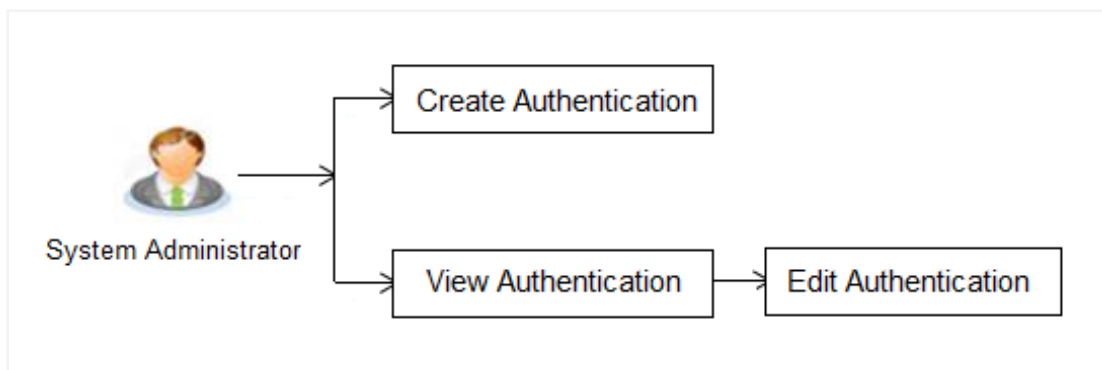 Create Authentication
System Administrator
View Authentication
Edit Authentication